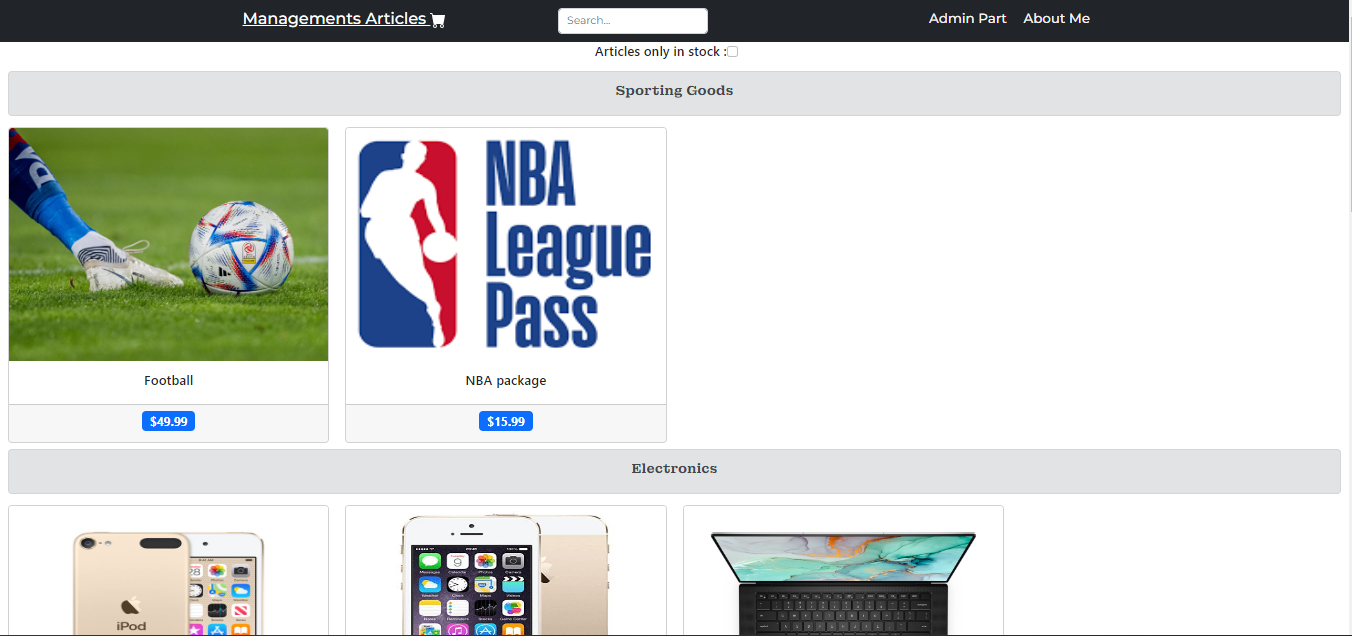 Managements Articles
Search...
Admin Part
About Me
Articles only in stock :
Sporting Goods
NBA
League
Pass
Football
NBA package
$49.99
$15.99
Electronics
iPod